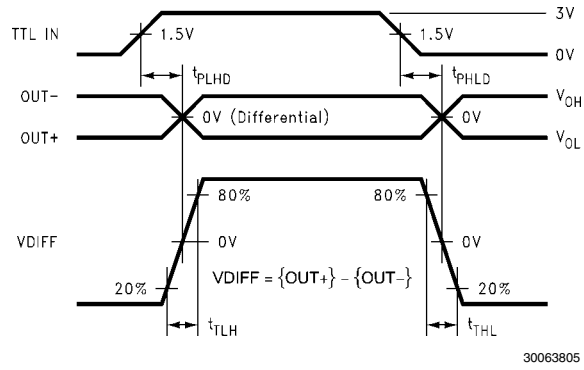 3V
TTL IN
1.5V
1.5V
0V
tPLHD
tPHLD
OUT-
VOH
0V (Differential)
0V
OUT+
VOL
80%
80%
VDIFF
0V
VDIFF = {OUT+} - {OUT-}
0V
20%
20%
tTLH
tTHL
30063805